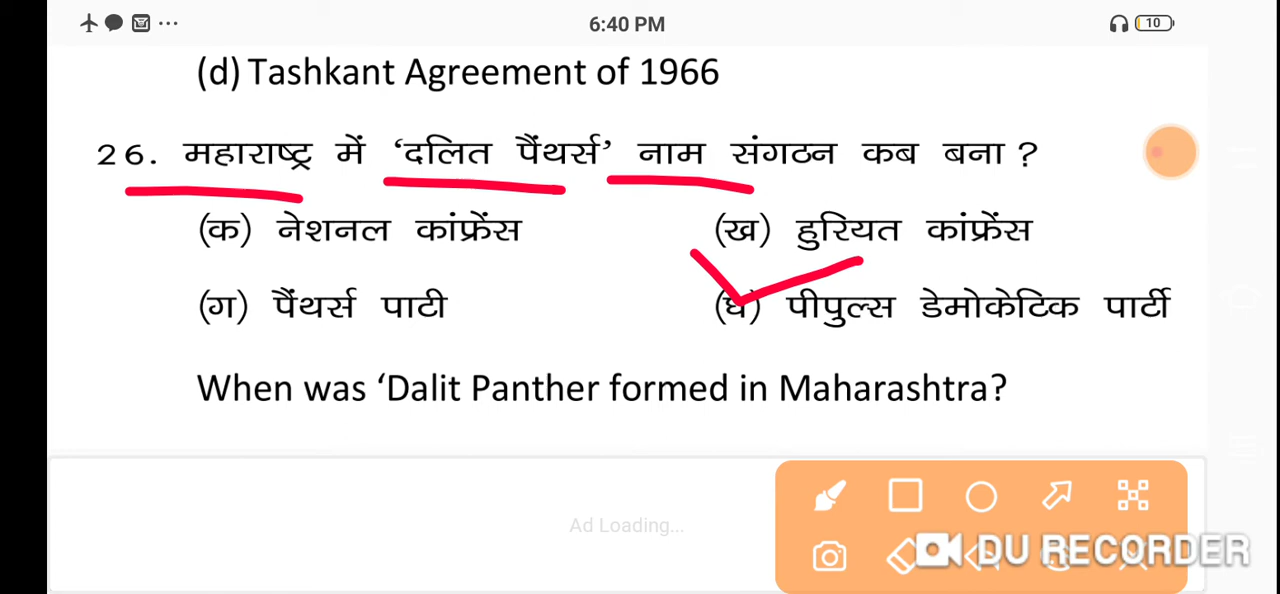 6:40 PM
10
(d) Tashkant Agreement of 1966
26. महाराष्ट्र में ‘दलित पैंथर्स’ नाम संगठन कब बना ?
(क) नेशनल कांफ्रेंस (ख) हुरियत कांफ्रेंस
(ग) पैंथर्स पाटी (घ) पीपुल्स डेमोकेटिक पार्टी
When was ‘Dalit Panther formed in Maharashtra?
Ad Loading...
DU RECORDER